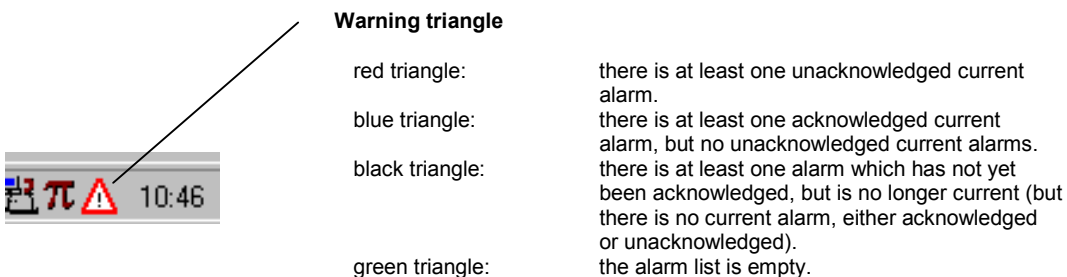 Warning triangle
red triangle: there is at least one unacknowledged current
alarm.
blue triangle: there is at least one acknowledged current
alarm, but no unacknowledged current alarms.
black triangle: there is at least one alarm which has not yet
been acknowledged, but is no longer current (but
there is no current alarm, either acknowledged
or unacknowledged).
green triangle: the alarm list is empty.
π ! 10:46